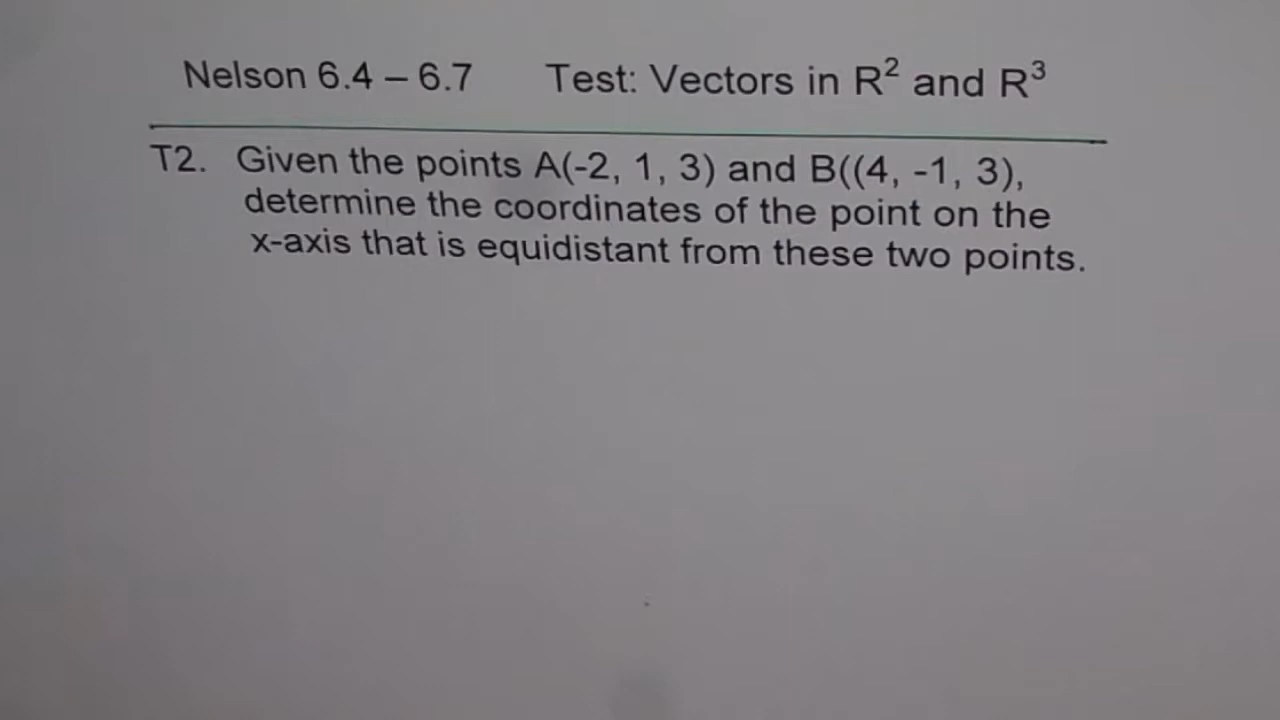 Nelson 6.4 – 6.7 Test: Vectors in R² and R³
T2. Given the points A(-2, 1, 3) and B((4, -1, 3),
determine the coordinates of the point on the
x-axis that is equidistant from these two points.